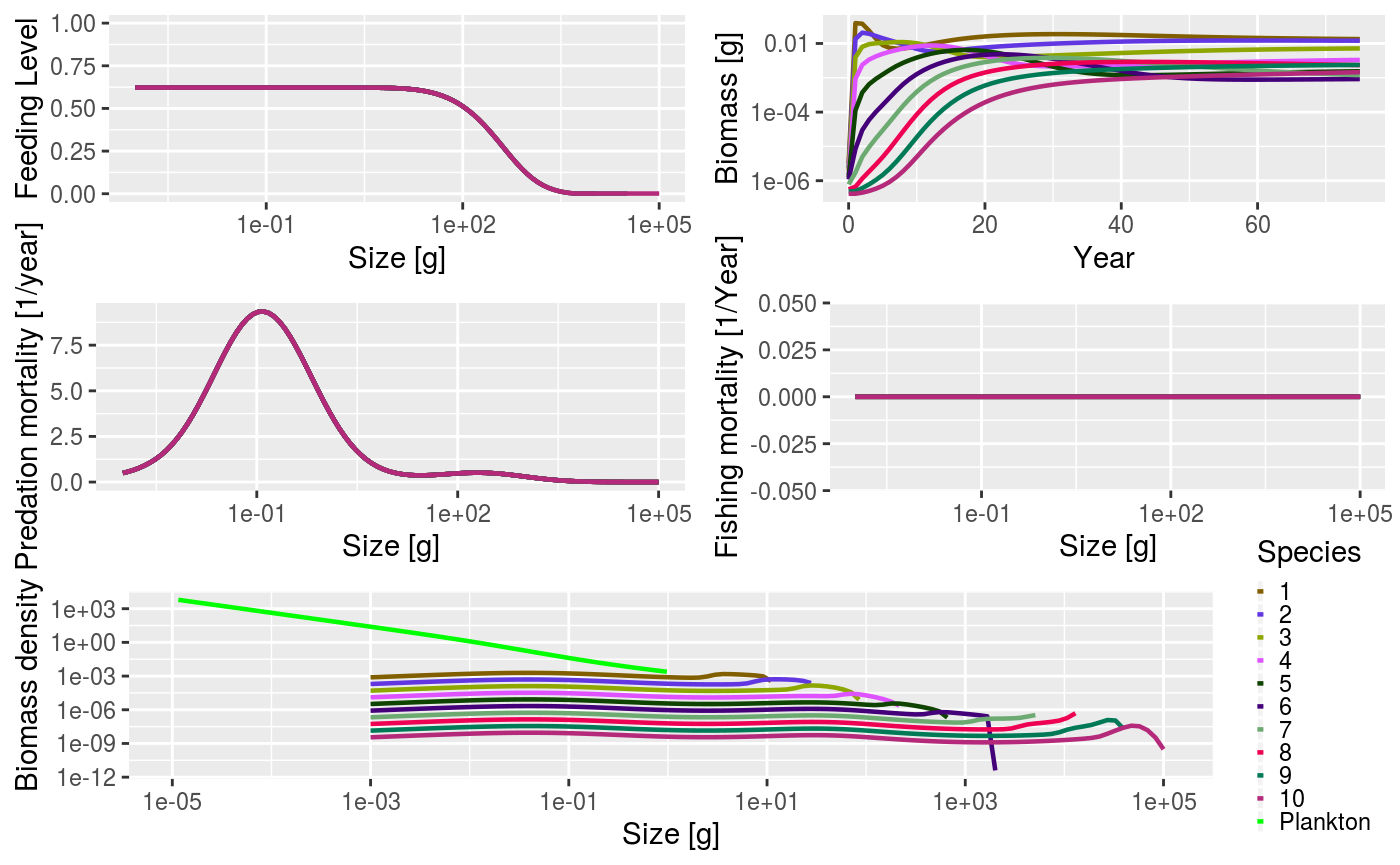 Feeding Level
1.00
0.75
0.50
0.25
0.00
1e-01
1e+02
1e+05
Size [g]
Biomass [g]
0.01
1e-04
1e-06
0
20
40
60
Year
Predation mortality [1/year]
7.5
5.0
2.5
0.0
1e-01
1e+02
1e+05
Size [g]
Fishing mortality [1/Year]
0.050
0.025
0.000
-0.025
-0.050
1e-01
1e+02
1e+05
Size [g]
Biomass density
1e+03
1e+00
1e-03
1e-06
1e-09
1e-12
1e-05
1e-03
1e-01
1e+01
1e+03
1e+05
Size [g]
Species
1
2
3
4
5
6
7
8
9
10
Plankton